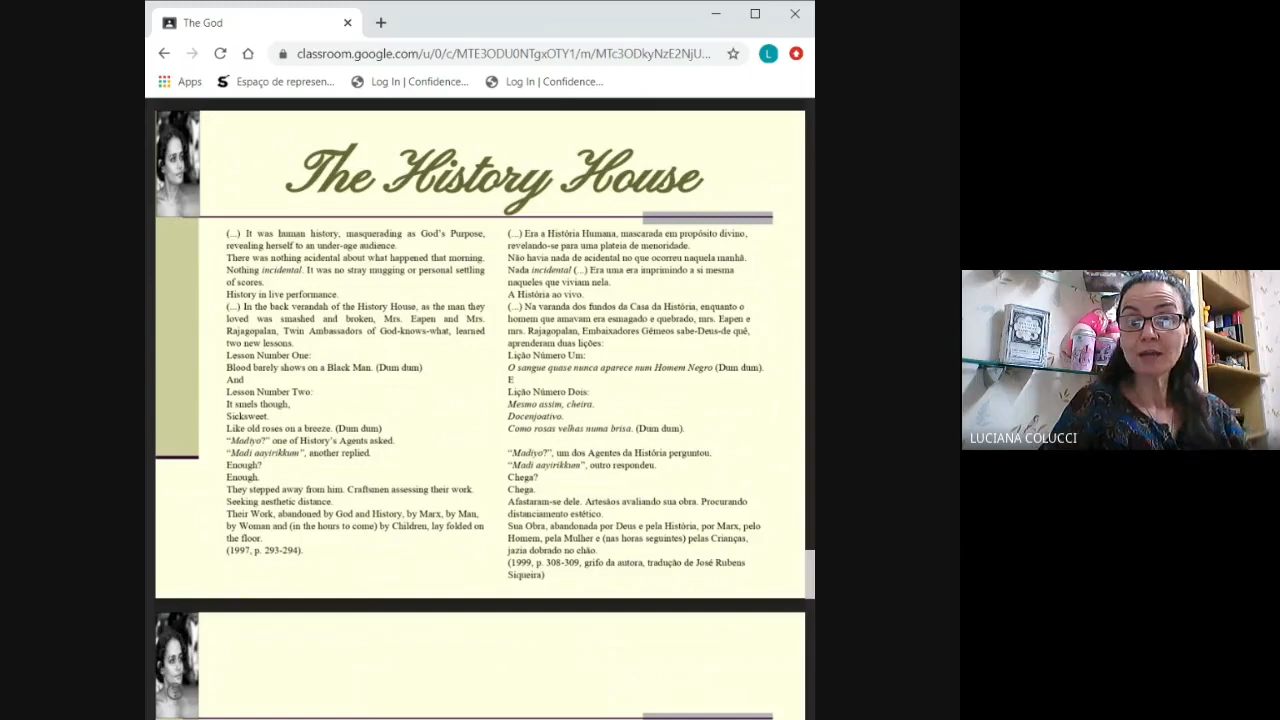 The God
classroom.google.com/u/0/c/MTE3ODU0NTgxOTY1/m/MTc3ODkyNzE2NjU...
L
Apps
Espaço de represen...
Log In | Confidence...
Log In | Confidence...
The History House
(...) It was human history, masquerading as God's Purpose,
revealing herself to an under-age audience.
There was nothing acidental about what happened that morning.
Nothing incidental. It was no stray mugging or personal settling
of scores.
History in live performance.
(...) In the back verandah of the History House, as the man they
loved was smashed and broken, Mrs. Eapen and Mrs.
Rajagopalan, Twin Ambassadors of God-knows-what, learned
two new lessons.
Lesson Number One:
Blood barely shows on a Black Man. (Dum dum)
And
Lesson Number Two:
It smels though,
Sicksweet.
Like old roses on a breeze. (Dum dum)
“Madiyo?” one of History's Agents asked.
“Madi aayirikkum”, another replied.
Enough?
Enough.
They stepped away from him. Craftsmen assessing their work.
Seeking aesthetic distance.
Their Work, abandoned by God and History, by Marx, by Man,
by Woman and (in the hours to come) by Children, lay folded on
the floor.
(1997, p. 293-294).
(...) Era a História Humana, mascarada em propósito divino,
revelando-se para uma plateia de menoridade.
Não havia nada de acidental no que ocorreu naquela manhã.
Nada incidental (...) Era uma era imprimindo a si mesma
naqueles que viviam nela.
A História ao vivo.
(...) Na varanda dos fundos da Casa da História, enquanto o
homem que amavam era esmagado e quebrado, mrs. Eapen e
mrs. Rajagopalan, Embaixadores Gêmeos sabe-Deus-de quê,
aprenderam duas lições:
Lição Número Um:
O sangue quase nunca aparece num Homem Negro (Dum dum).
E
Lição Número Dois:
Mesmo assim, cheira.
Docenjoativo.
Como rosas velhas numa brisa. (Dum dum).
“Madiyo?”, um dos Agentes da História perguntou.
“Madi aayirikkum”, outro respondeu.
Chega?
Chega.
Afastaram-se dele. Artesãos avaliando sua obra. Procurando
distanciamento estético.
Sua Obra, abandonada por Deus e pela História, por Marx, pelo
Homem, pela Mulher e (nas horas seguintes) pelas Crianças,
jazia dobrado no chão.
(1999, p. 308-309, grifo da autora, tradução de José Rubens
Siqueira)
LUCIANA COLUCCI